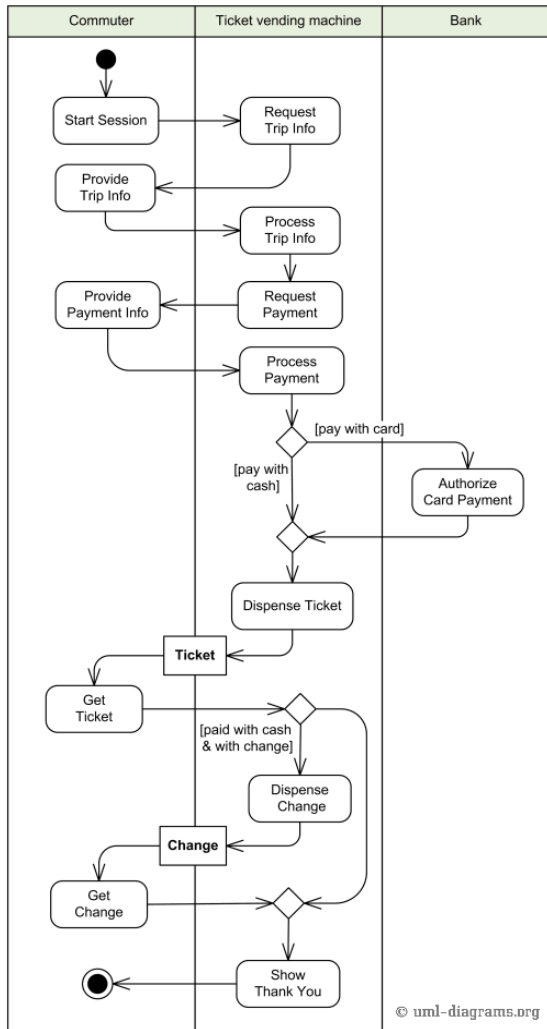 Commuter
Ticket vending machine
Bank
Start Session
Request
Trip Info
Provide
Trip Info
Process
Trip Info
Provide
Payment Info
Request
Payment
Process
Payment
[pay with card]
[pay with
cash]
Authorize
Card Payment
Dispense Ticket
Ticket
Get
Ticket
[paid with cash
& with change]
Dispense
Change
Change
Get
Change
Show
Thank You
© uml-diagrams.org